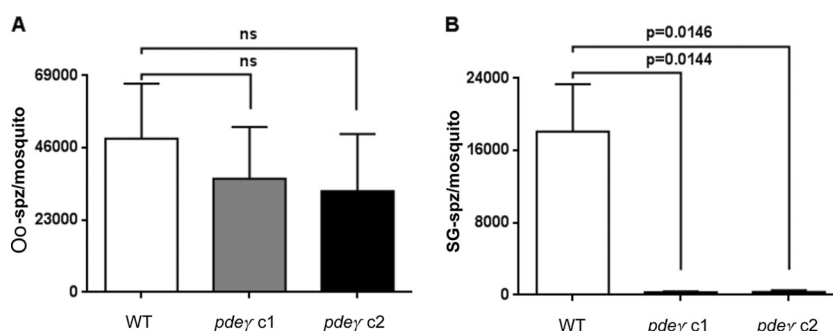 A
ns
ns
69000
46000
23000
0
Oo-spz/mosquito
WT
pdeγ c1
pdeγ c2
B
p=0.0146
p=0.0144
24000
16000
8000
0
SG-spz/mosquito
WT
pdeγ c1
pdeγ c2